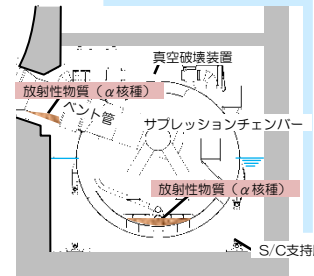 真空破壊装置
放射性物質（α核種）
ベント管
サプレッションチェンバー
放射性物質（α核種）
S/C支持